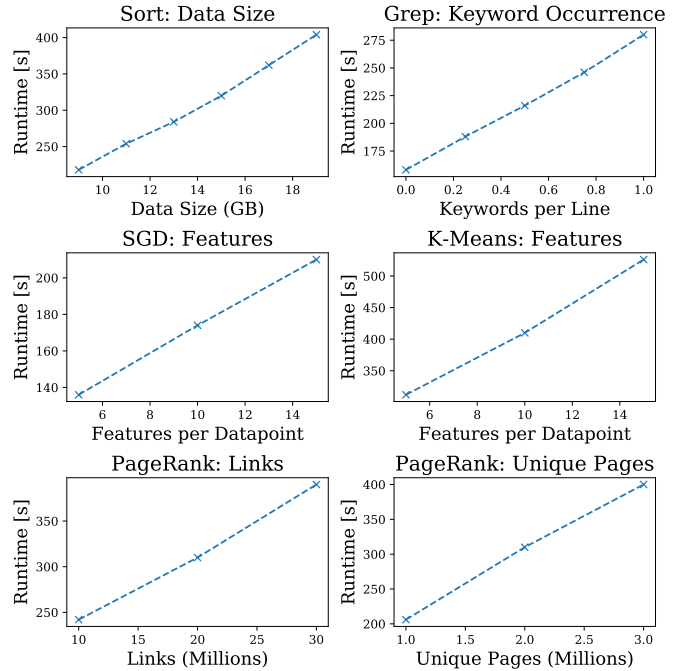 Sort: Data Size
Runtime [s]
400
350
300
250
10 12 14 16 18
Data Size (GB)
Grep: Keyword Occurrence
Runtime [s]
275
250
225
200
175
0.0 0.2 0.4 0.6 0.8 1.0
Keywords per Line
SGD: Features
Runtime [s]
200
180
160
140
6 8 10 12 14
Features per Datapoint
K-Means: Features
Runtime [s]
500
450
400
350
6 8 10 12 14
Features per Datapoint
PageRank: Links
Runtime [s]
350
300
250
10 15 20 25 30
Links (Millions)
PageRank: Unique Pages
Runtime [s]
400
350
300
250
200
1.0 1.5 2.0 2.5 3.0
Unique Pages (Millions)